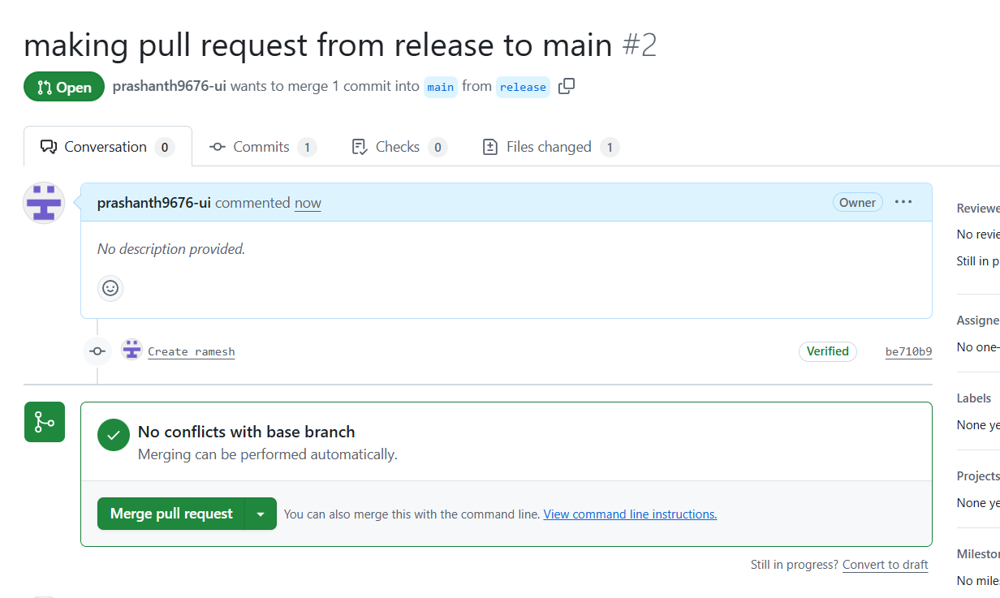 making pull request from release to main #2
Open prashanth9676-ui wants to merge 1 commit into main from release
Conversation 0 Commits 1 Checks 0 Files changed 1
prashanth9676-ui commented now Owner
No description provided.
Create ramesh Verified be710b9
No conflicts with base branch
Merging can be performed automatically.
Merge pull request You can also merge this with the command line. View command line instructions.
Still in progress? Convert to draft
Reviewe
No revie
Still in p
Assigne
No one-
Labels
None ye
Projects
None ye
Milesto
No mile